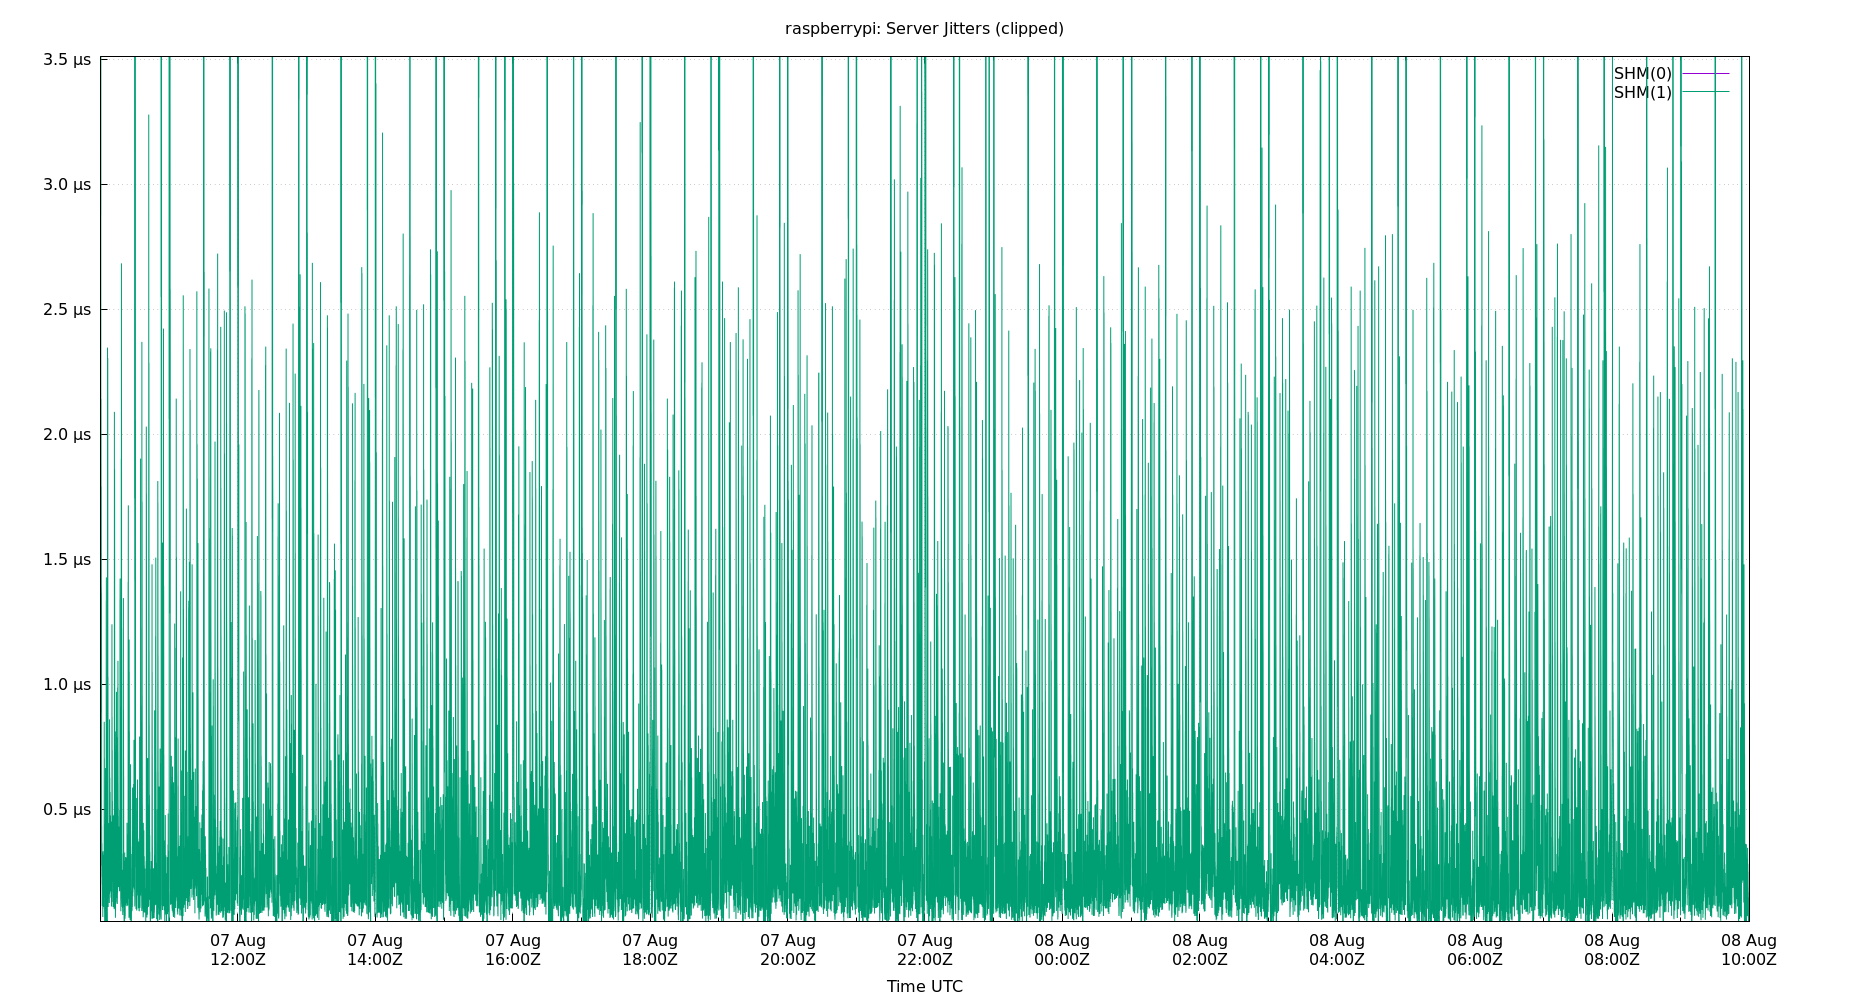 raspberrypi: Server Jitters (clipped)
3.5 µs
3.0 µs
2.5 µs
2.0 µs
1.5 µs
1.0 µs
0.5 µs
SHM(0)
SHM(1)
07 Aug
12:00Z
07 Aug
14:00Z
07 Aug
16:00Z
07 Aug
18:00Z
07 Aug
20:00Z
07 Aug
22:00Z
08 Aug
00:00Z
08 Aug
02:00Z
08 Aug
04:00Z
08 Aug
06:00Z
08 Aug
08:00Z
08 Aug
10:00Z
Time UTC